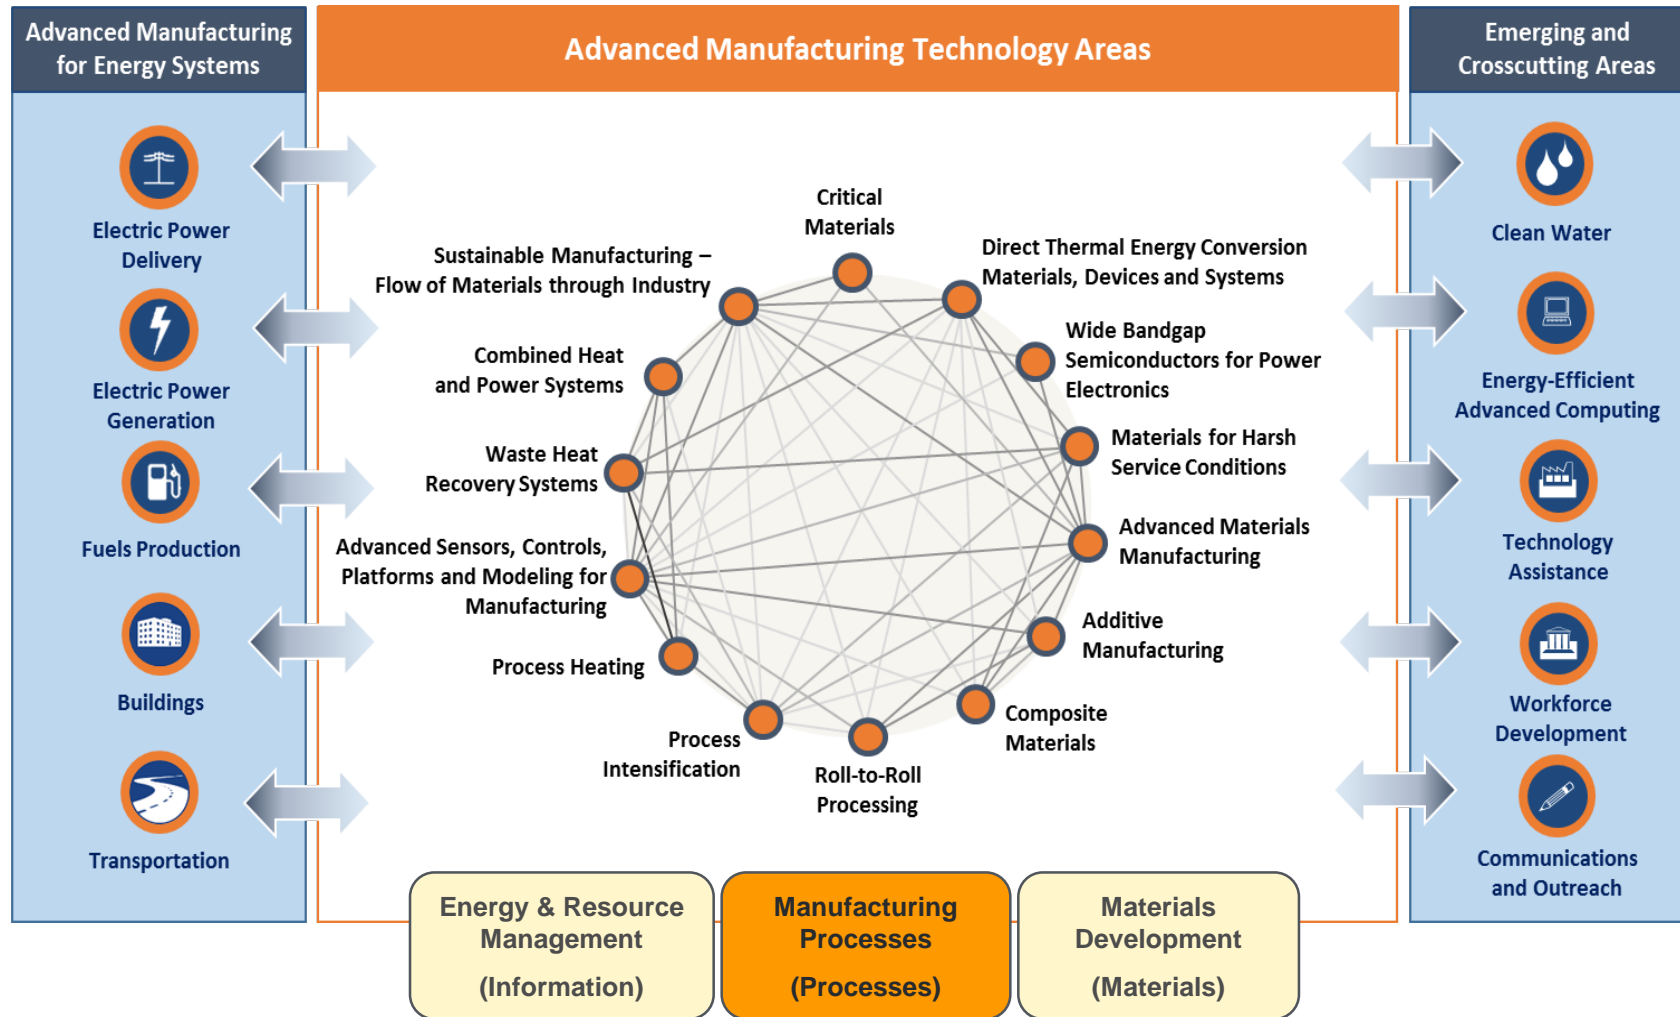 Advanced Manufacturing
for Energy Systems
Electric Power
Delivery
Electric Power
Generation
Fuels Production
Buildings
Transportation
Advanced Manufacturing Technology Areas
Critical
Materials
Direct Thermal Energy Conversion
Materials, Devices and Systems
Wide Bandgap
Semiconductors for Power
Electronics
Materials for Harsh
Service Conditions
Advanced Materials
Manufacturing
Additive
Manufacturing
Composite
Materials
Roll-to-Roll
Processing
Process
Intensification
Process Heating
Advanced Sensors, Controls,
Platforms and Modeling for
Manufacturing
Waste Heat
Recovery Systems
Combined Heat
and Power Systems
Sustainable Manufacturing –
Flow of Materials through Industry
Energy & Resource
Management
(Information)
Manufacturing
Processes
(Processes)
Materials
Development
(Materials)
Emerging and
Crosscutting Areas
Clean Water
Energy-Efficient
Advanced Computing
Technology
Assistance
Workforce
Development
Communications
and Outreach